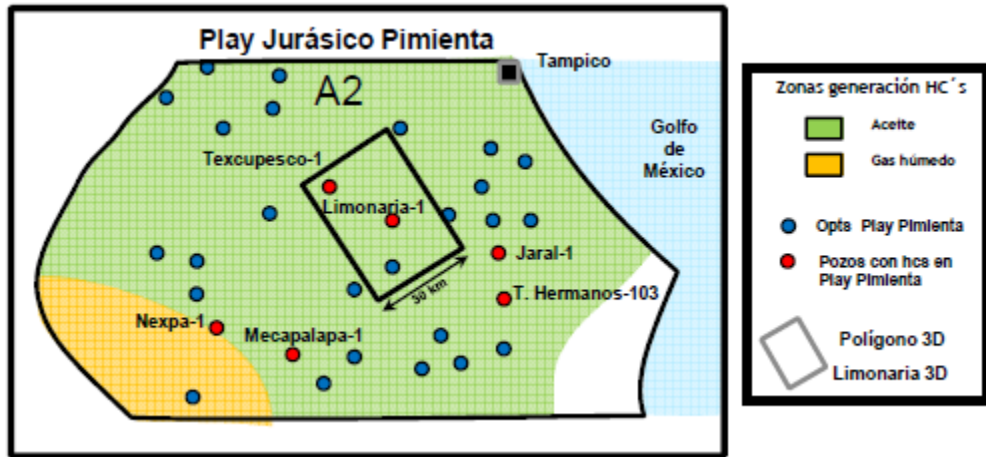 Play Jurásico Pimienta
Tampico
A2
Golfo
de
México
Texcupesco-1
Limonaria-1
Jaral-1
30 km
T. Hermanos-103
Nexpa-1
Mecapalapa-1
Zonas generación HC´s
Aceite
Gas húmedo
Opts Play Pimienta
Pozos con hcs en
Play Pimienta
Polígono 3D
Limonaria 3D